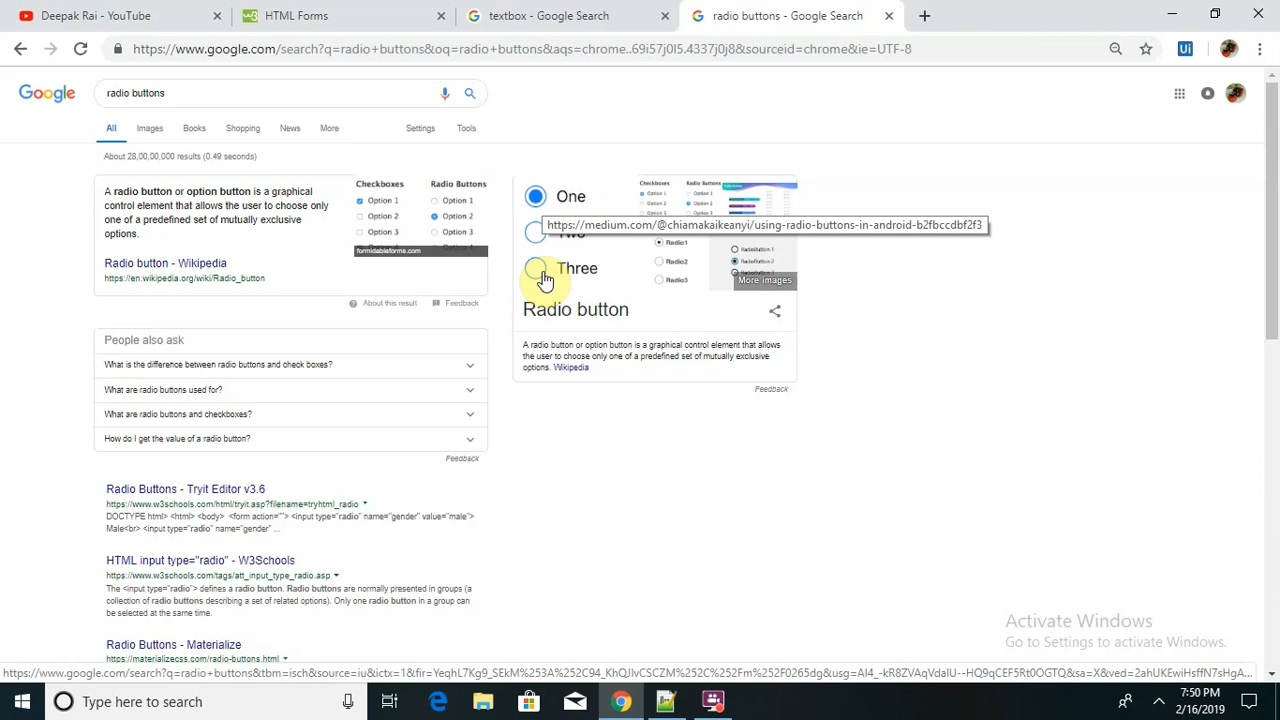 Deepak Rai - YouTube
HTML Forms
textbox - Google Search
radio buttons - Google Search
https://www.google.com/search?q=radio+buttons&oq=radio+buttons&aqs=chrome..69i57j0l5.4337j0j8&sourceid=chrome&ie=UTF-8
Google
radio buttons
All
Images
Books
Shopping
News
More
Settings
Tools
About 28,00,00,000 results (0.49 seconds)
A radio button or option button is a graphical
control element that allows the user to choose only
one of a predefined set of mutually exclusive
options.
Checkboxes Radio Buttons
Option 1 Option 1
Option 2 Option 2
Option 3 Option 3
formidableforms.com
Radio button - Wikipedia
https://en.wikipedia.org/wiki/Radio_button
About this result
Feedback
People also ask
What is the difference between radio buttons and check boxes?
What are radio buttons used for?
What are radio buttons and checkboxes?
How do I get the value of a radio button?
Feedback
Radio Buttons - Tryit Editor v3.6
https://www.w3schools.com/html/tryit.asp?filename=tryhtml_radio
DOCTYPE html> <html> <body> <form action=""> <input type="radio" name="gender" value="male">
Male<br> <input type="radio" name="gender" ...
HTML input type="radio" - W3Schools
https://www.w3schools.com/tags/att_input_type_radio.asp
The <input type="radio"> defines a radio button. Radio buttons are normally presented in groups (a
collection of radio buttons describing a set of related options). Only one radio button in a group can
be selected at the same time.
Radio Buttons - Materialize
https://materializecss.com/radio-buttons.html
One
Two
Three
https://medium.com/@chiamakaikeanyi/using-radio-buttons-in-android-b2fbccdbf2f3
Checkboxes Radio Buttons
Option 1
Radio1
Radio2
Radio3
RadioButton 1
RadioButton 2
More images
Radio button
A radio button or option button is a graphical control element that allows
the user to choose only one of a predefined set of mutually exclusive
options. Wikipedia
Feedback
Activate Windows
Go to Settings to activate Windows.
Type here to search
7:50 PM
2/16/2019